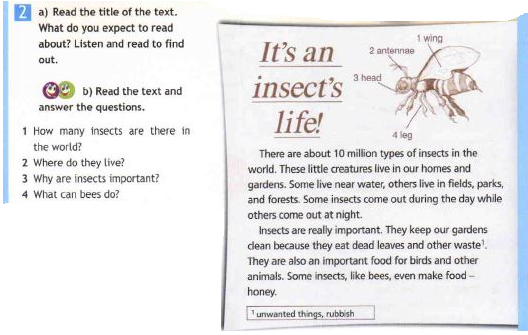 2 a) Read the title of the text.
What do you expect to read
about? Listen and read to find
out.
b) Read the text and
answer the questions.
1 How many insects are there in
the world?
2 Where do they live?
3 Why are insects important?
4 What can bees do?
It's an
insect's
life!
1 wing
2 antennae
3 head
4 leg
There are about 10 million types of insects in the
world. These little creatures live in our homes and
gardens. Some live near water, others live in fields, parks,
and forests. Some insects come out during the day while
others come out at night.
Insects are really important. They keep our gardens
clean because they eat dead leaves and other waste¹.
They are also an important food for birds and other
animals. Some insects, like bees, even make food –
honey.
¹ unwanted things, rubbish